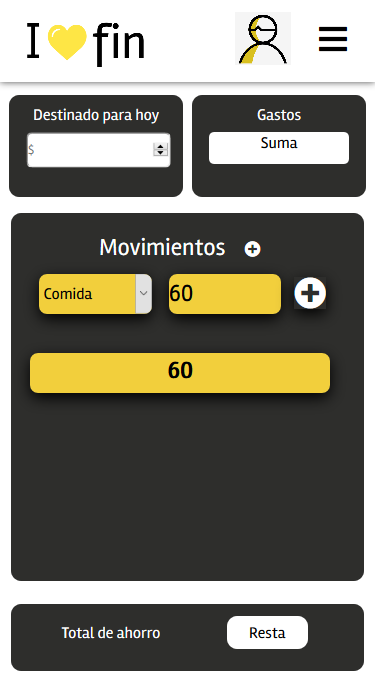 I fin
Destinado para hoy
Gastos
$
Suma
Movimientos
Comida
60
60
Total de ahorro
Resta